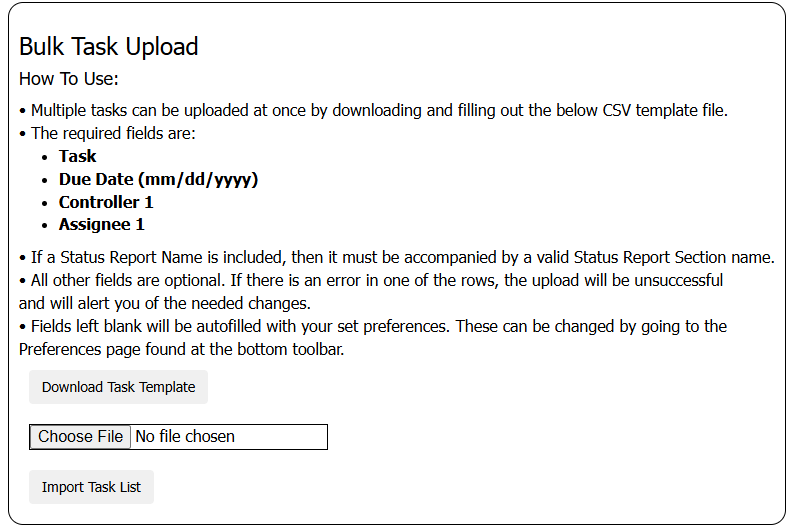 Bulk Task Upload
How To Use:
• Multiple tasks can be uploaded at once by downloading and filling out the below CSV template file.
• The required fields are:
• Task
• Due Date (mm/dd/yyyy)
• Controller 1
• Assignee 1
• If a Status Report Name is included, then it must be accompanied by a valid Status Report Section name.
• All other fields are optional. If there is an error in one of the rows, the upload will be unsuccessful
and will alert you of the needed changes.
• Fields left blank will be autofilled with your set preferences. These can be changed by going to the
Preferences page found at the bottom toolbar.
Download Task Template
Choose File No file chosen
Import Task List